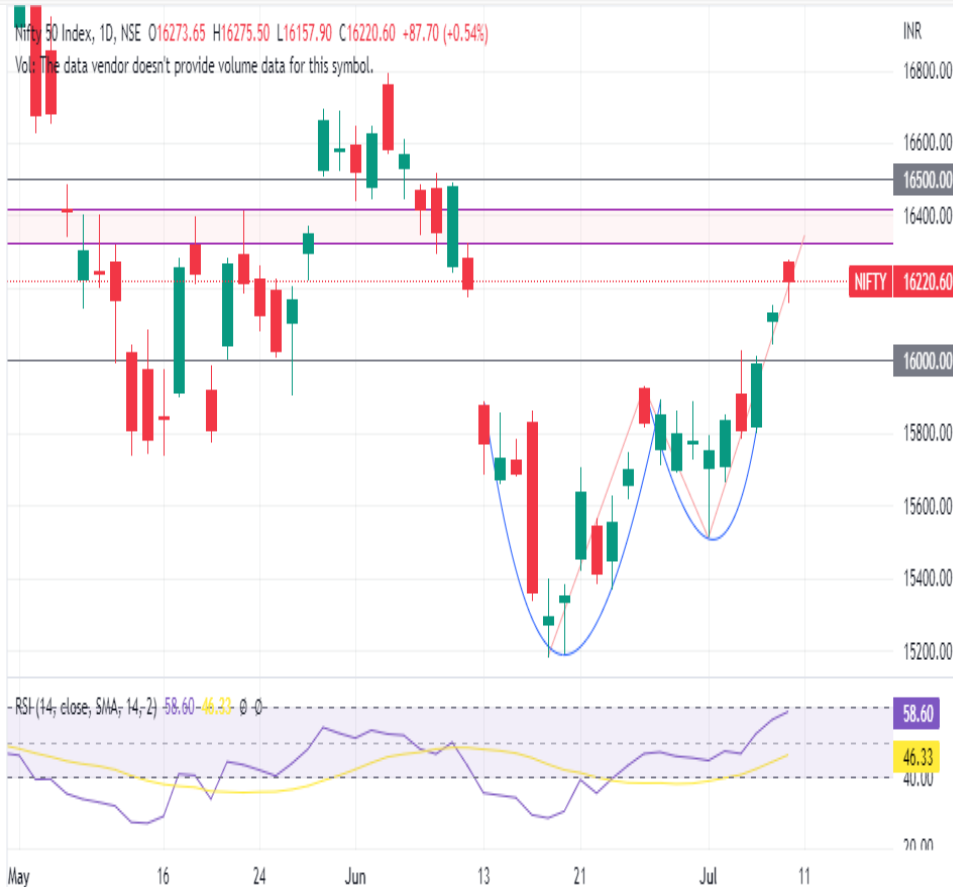 Nifty 50 Index, 1D, NSE O16273.65 H16275.50 L16157.90 C16220.60 +87.70 (+0.54%)
INR
Vol: The data vendor doesn't provide volume data for this symbol.
16800.00
16600.00
16500.00
16400.00
NIFTY 16220.60
16000.00
15800.00
15600.00
15400.00
15200.00
RSI (14, close, SMA, 14, 2) 58.60 46.33 Ø Ø
58.60
46.33
40.00
20.00
May 16 24 Jun 13 21 Jul 11